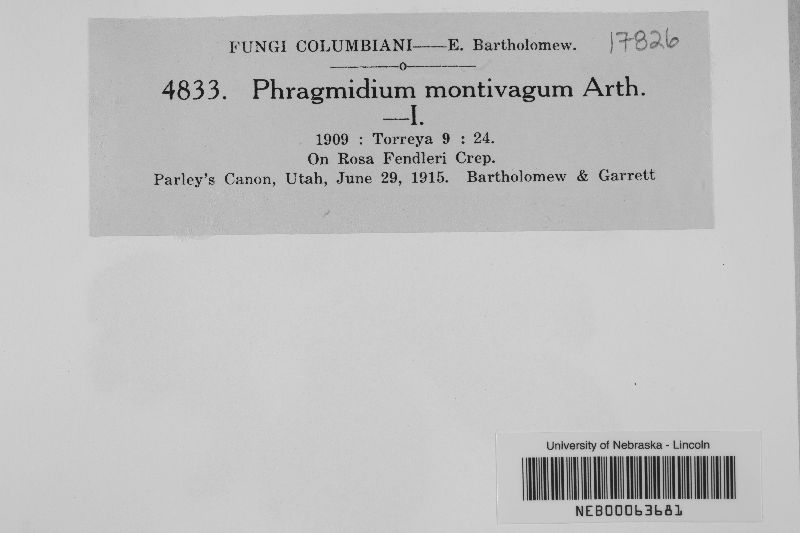 FUNGI COLUMBIANI——E. Bartholomew. 17826
4833. Phragmidium montivagum Arth.
—I.
1909 : Torreya 9 : 24.
On Rosa Fendleri Crep.
Parley's Canon, Utah, June 29, 1915. Bartholomew & Garrett
University of Nebraska - Lincoln
NEB00063681